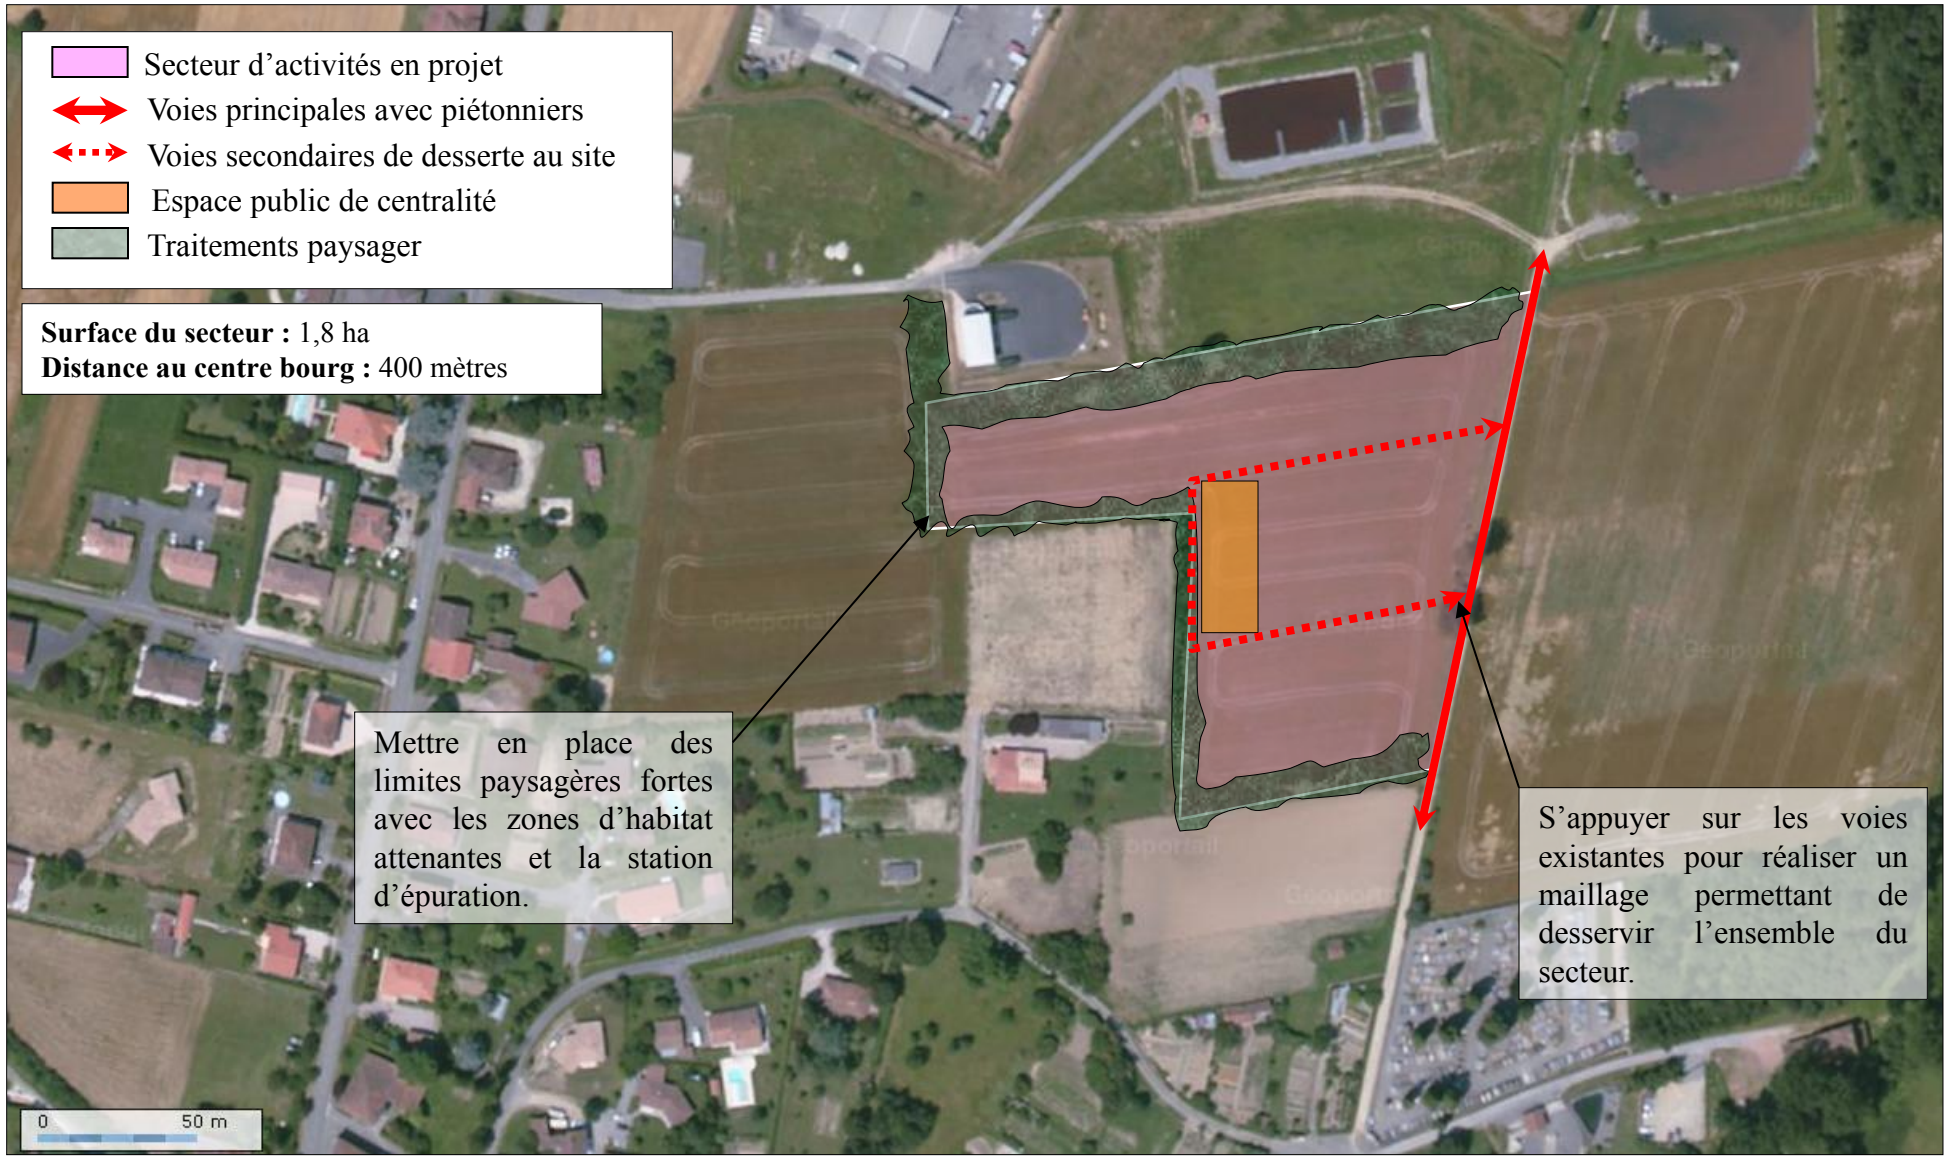 Secteur d’activités en projet
Voies principales avec piétonniers
Voies secondaires de desserte au site
Espace public de centralité
Traitements paysager
Surface du secteur : 1,8 ha
Distance au centre bourg : 400 mètres
Mettre en place des
limites paysagères fortes
avec les zones d’habitat
attenantes et la station
d’épuration.
S’appuyer sur les voies
existantes pour réaliser un
maillage permettant de
desservir l’ensemble du
secteur.
0 50 m
Géoportail
Géoportail